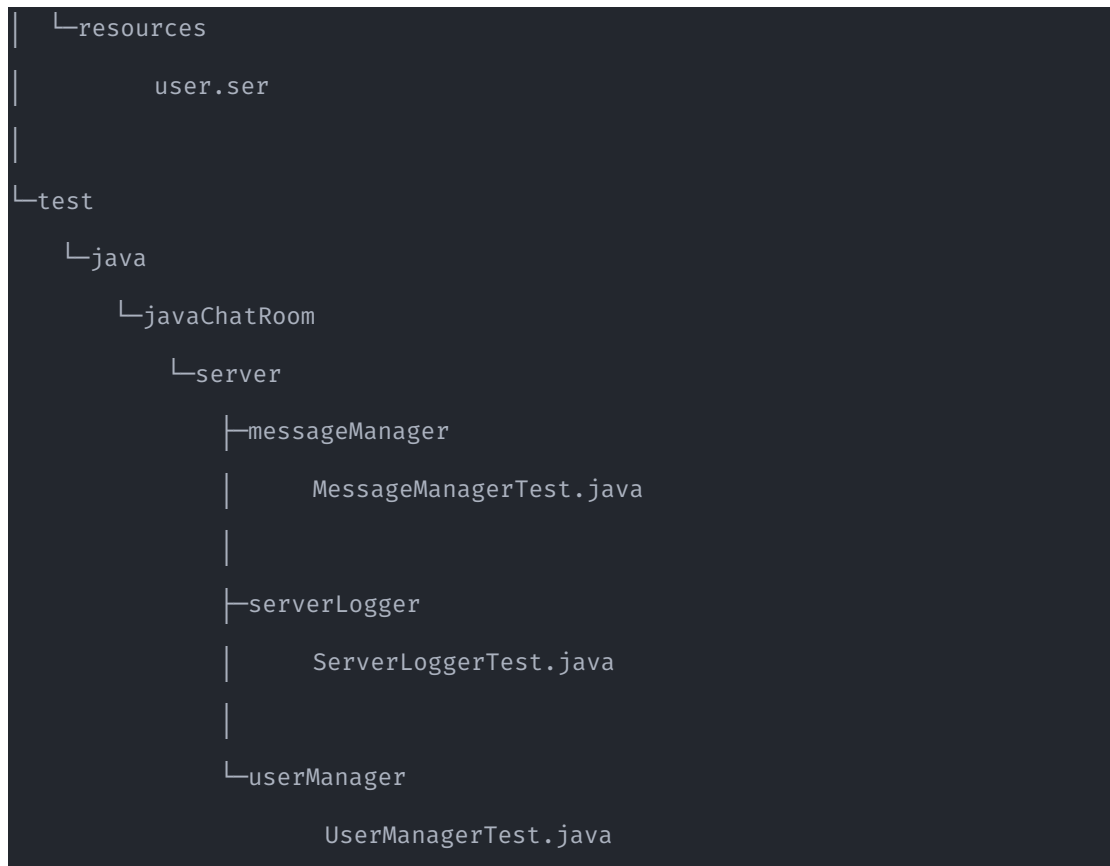 │  └─resources
│          user.ser
│
└─test
    └─java
        └─javaChatRoom
            └─server
                ├─messageManager
                │      MessageManagerTest.java
                │
                ├─serverLogger
                │      ServerLoggerTest.java
                │
                └─userManager
                        UserManagerTest.java